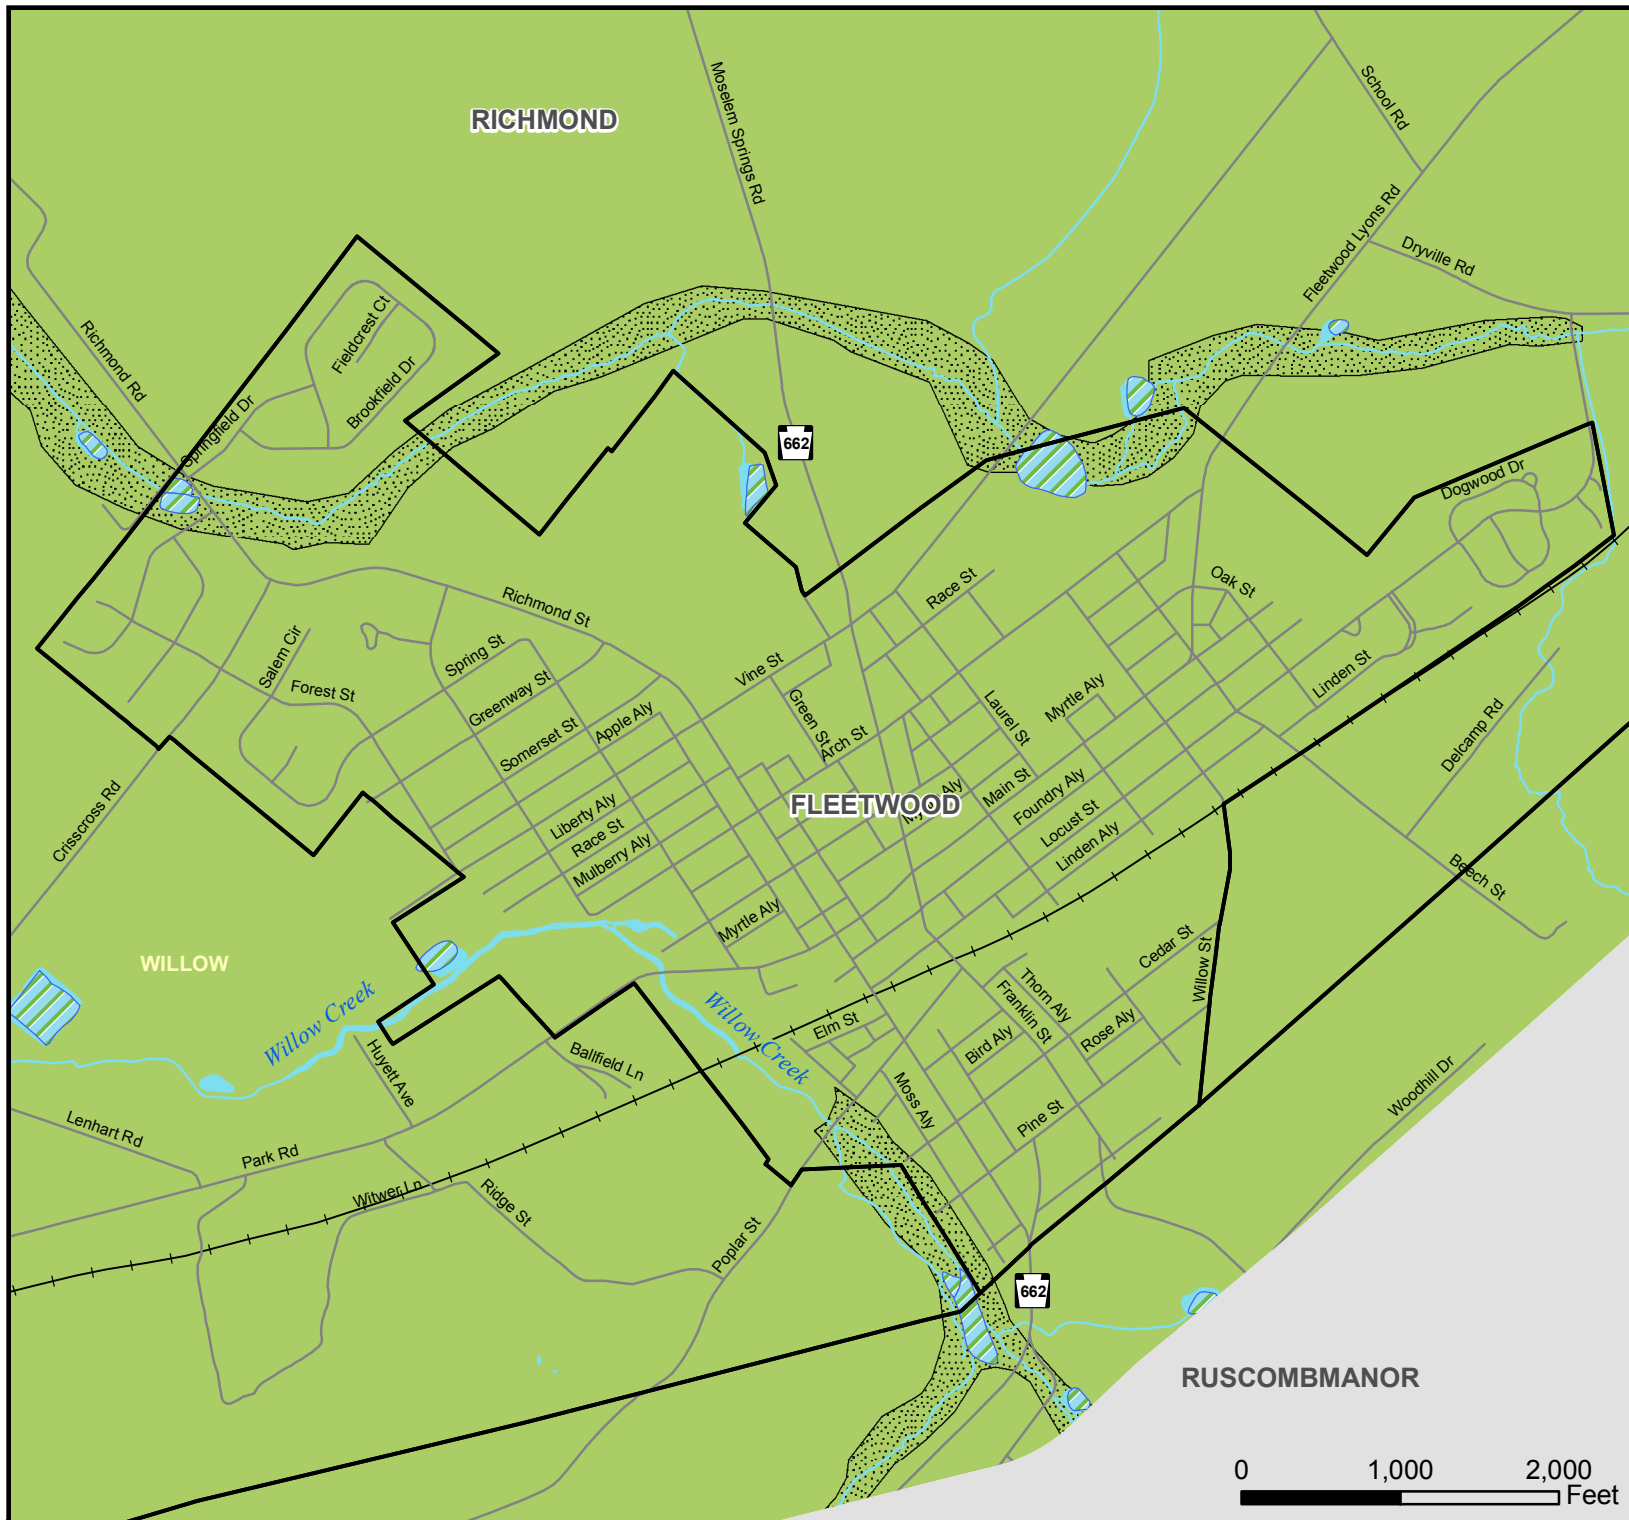 School Rd
Moselem Springs Rd
RICHMOND
Fleetwood Lyons Rd
Dryville Rd
Richmond Rd
Fieldcrest Ct
Brookfield Dr
Springfield Dr
662
Dogwood Dr
Race St
Oak St
Richmond St
Salem Cir
Spring St
Vine St
Forest St
Greenway St
Green St
Laurel St
Myrtle Aly
Linden St
Somerset St
Apple Aly
Arch St
Delcamp Rd
Main St
Foundry Aly
FLEETWOOD
Crisscross Rd
Liberty Aly
Race St
Mulberry Aly
Locust St
Linden Aly
Beech St
Myrtle Aly
Cedar St
WILLOW
Willow St
Willow Creek
Willow Creek
Thorn Aly
Franklin St
Elm St
Bird Aly
Rose Aly
Huyett Ave
Ballfield Ln
Moss Aly
Pine St
Woodhill Dr
Lenhart Rd
Park Rd
Witwer Ln
Ridge St
Poplar St
662
RUSCOMBMANOR
0 1,000 2,000
Feet